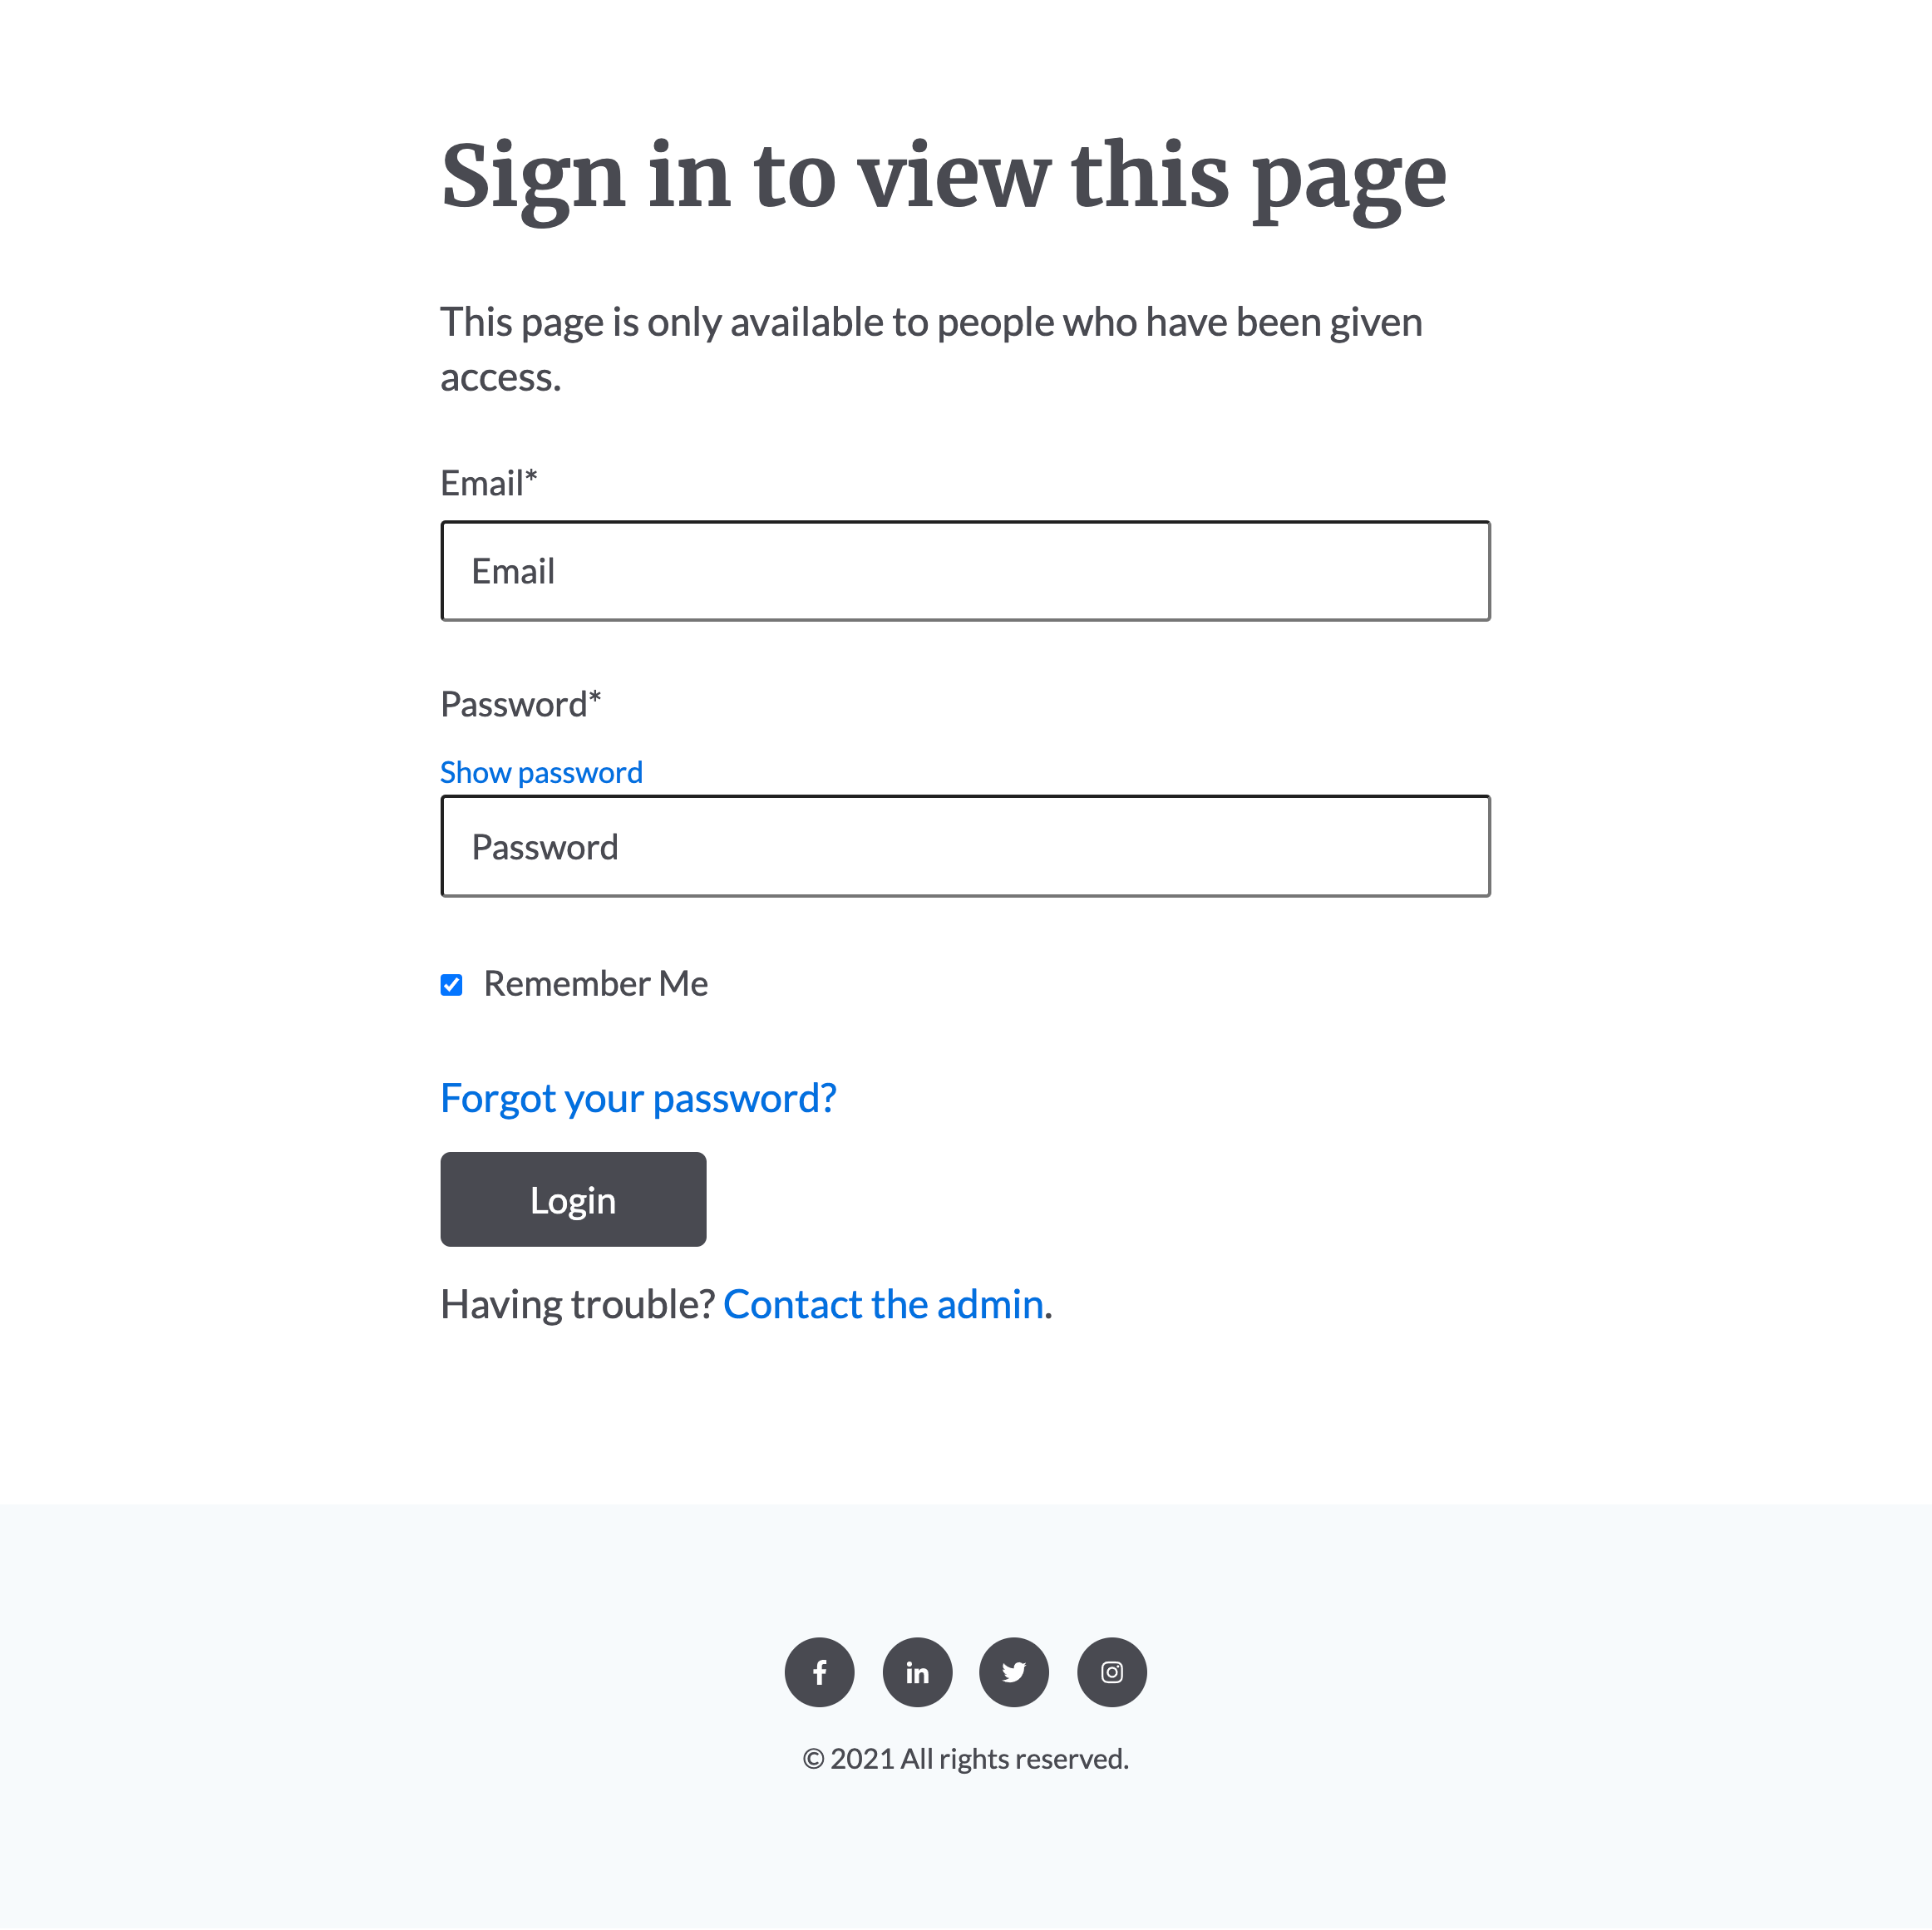 Sign in to view this page
This page is only available to people who have been given
access.
Email*
Email
Password*
Show password
Password
Remember Me
Forgot your password?
Login
Having trouble? Contact the admin.
© 2021 All rights reserved.